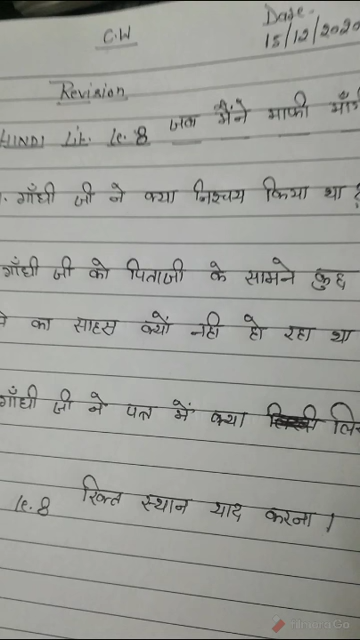 C.W
Date-
15/12/2020
Revision
HINDI Lit. Le. 8 जब मैंने माफी माँगी
. गाँधी जी ने क्या निश्चय किया था ?
गाँधी जी को पिताजी के सामने कुछ
ने का साहस क्यों नहीं हो रहा था
गाँधी जी ने पत्र में क्या
Le. 8 रिक्त स्थान याद करना।